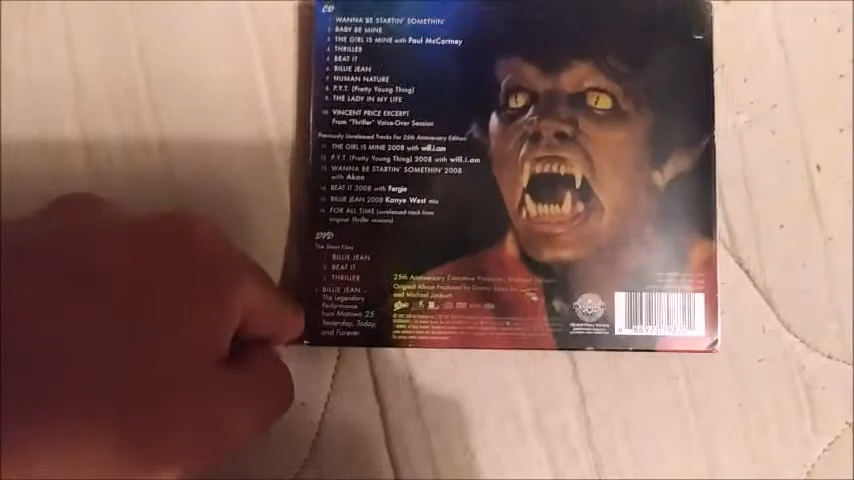 CD
1 WANNA BE STARTIN' SOMETHIN'
2 BABY BE MINE
3 THE GIRL IS MINE with Paul McCartney
4 THRILLER
5 BEAT IT
6 BILLIE JEAN
7 HUMAN NATURE
8 P.Y.T. (Pretty Young Thing)
9 THE LADY IN MY LIFE
10 VINCENT PRICE EXCERPT
From "Thriller" Voice-Over Session
Previously Unreleased Tracks For 25th Anniversary Edition
11 THE GIRL IS MINE 2008 with will.i.am
12 P.Y.T. (Pretty Young Thing) 2008 with will.i.am
13 WANNA BE STARTIN' SOMETHIN' 2008
with Akon
14 BEAT IT 2008 with Fergie
15 BILLIE JEAN 2008 Kanye West mix
16 FOR ALL TIME (unreleased track from
original Thriller sessions)
DVD
The Short Films
1 BILLIE JEAN
2 BEAT IT
3 THRILLER
BILLIE JEAN
The Legendary
Performance
from Motown 25
Yesterday, Today,
and Forever
25th Anniversary Executive
Original Album Produced by Quincy Jones
and Michael Jackson
Epic